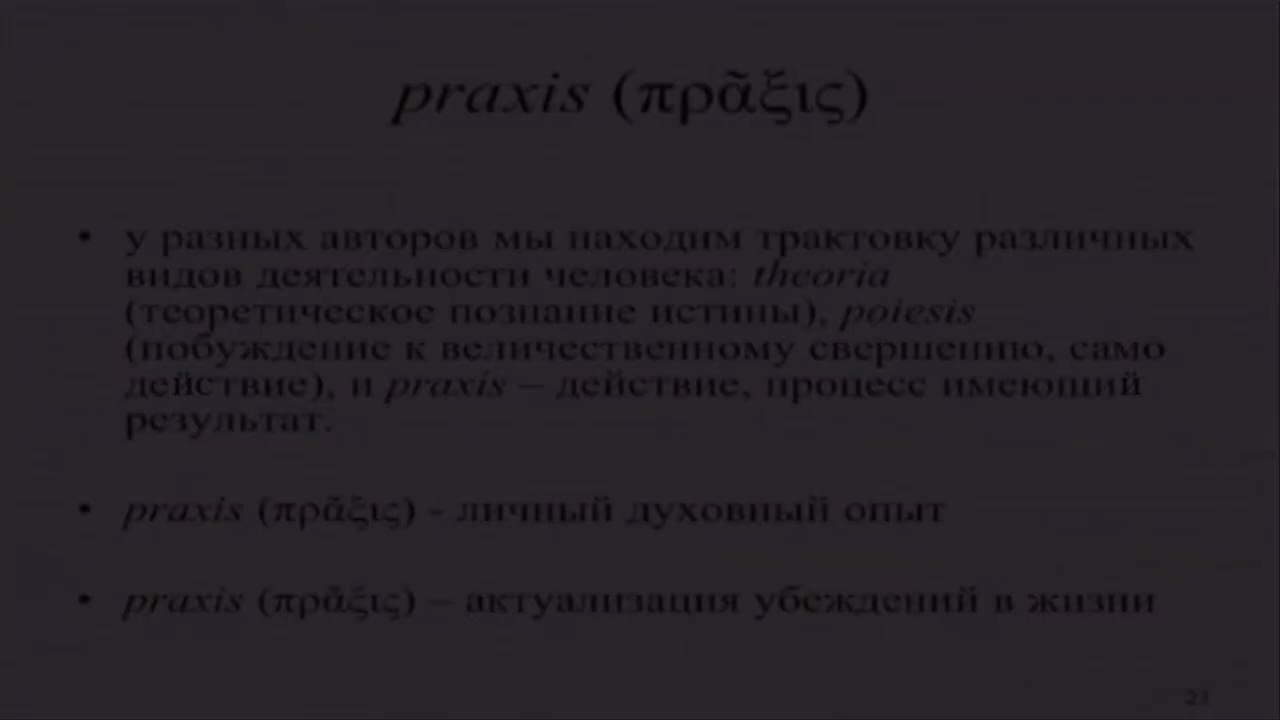 praxis (πρᾶξις)
• у разных авторов мы находим трактовку различных
видов деятельности человека: theoria
(теоретическое познание истины), poiesis
(побуждение к величественному свершению, само
действие), и praxis – действие, процесс имеющий
результат.
• praxis (πρᾶξις) - личный духовный опыт
• praxis (πρᾶξις) – актуализация убеждений в жизни